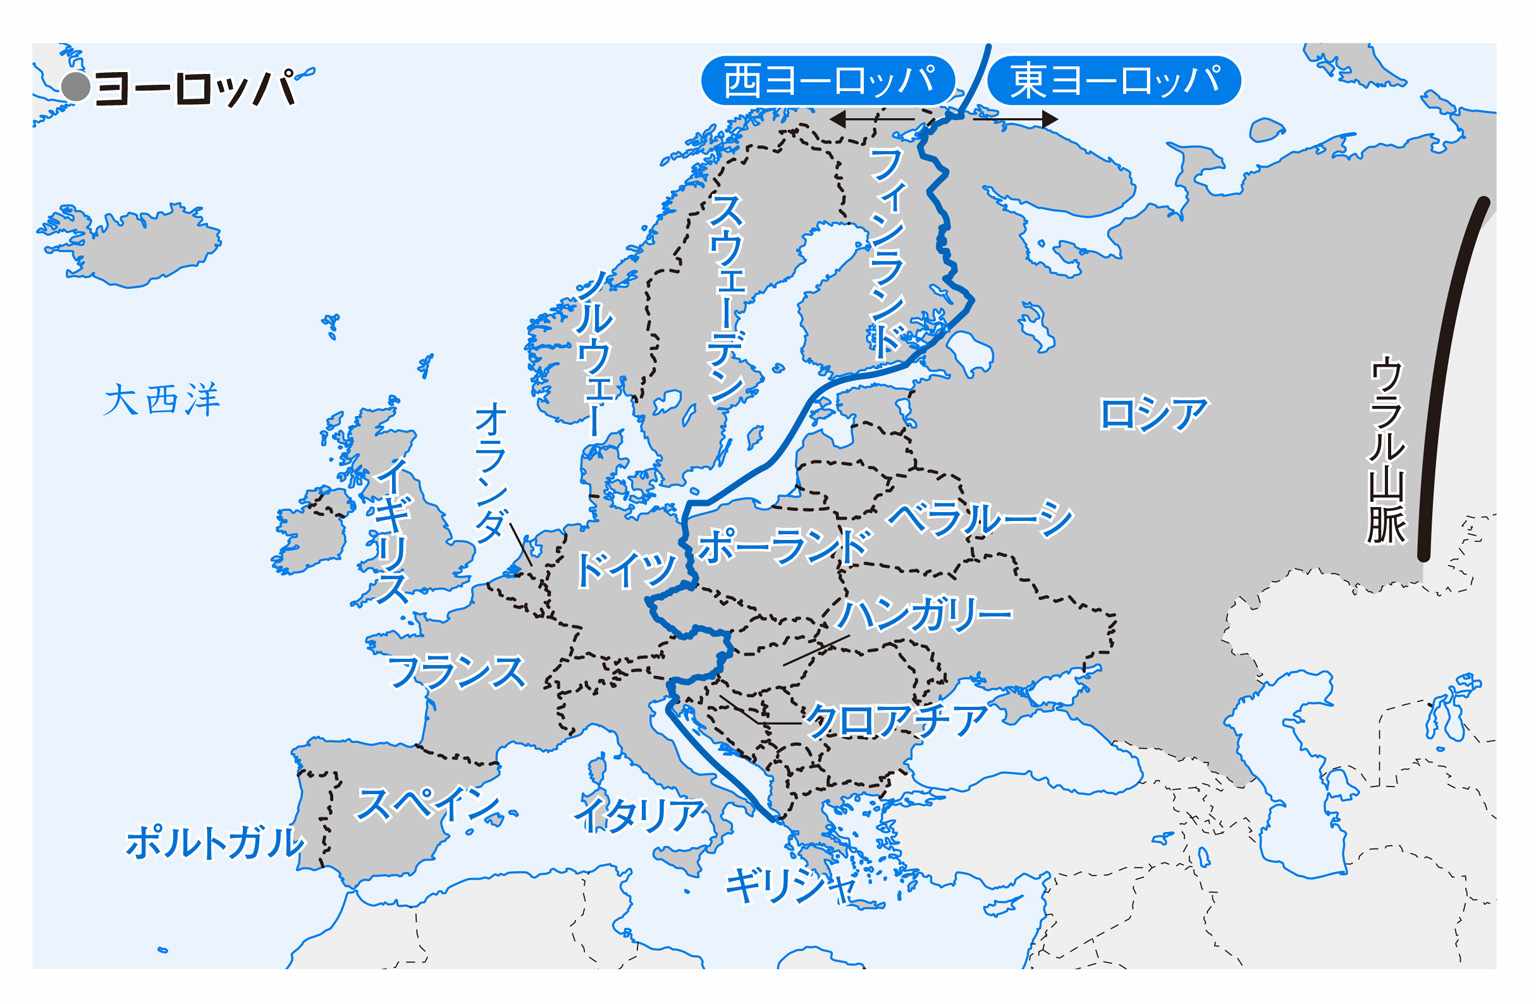 ヨーロッパ
西ヨーロッパ
東ヨーロッパ
フィンランド
スウェーデン
ノルウェー
大西洋
ウラル山脈
ロシア
オランダ
イギリス
ベラルーシ
ポーランド
ドイツ
ハンガリー
フランス
クロアチア
スペイン
イタリア
ポルトガル
ギリシャ